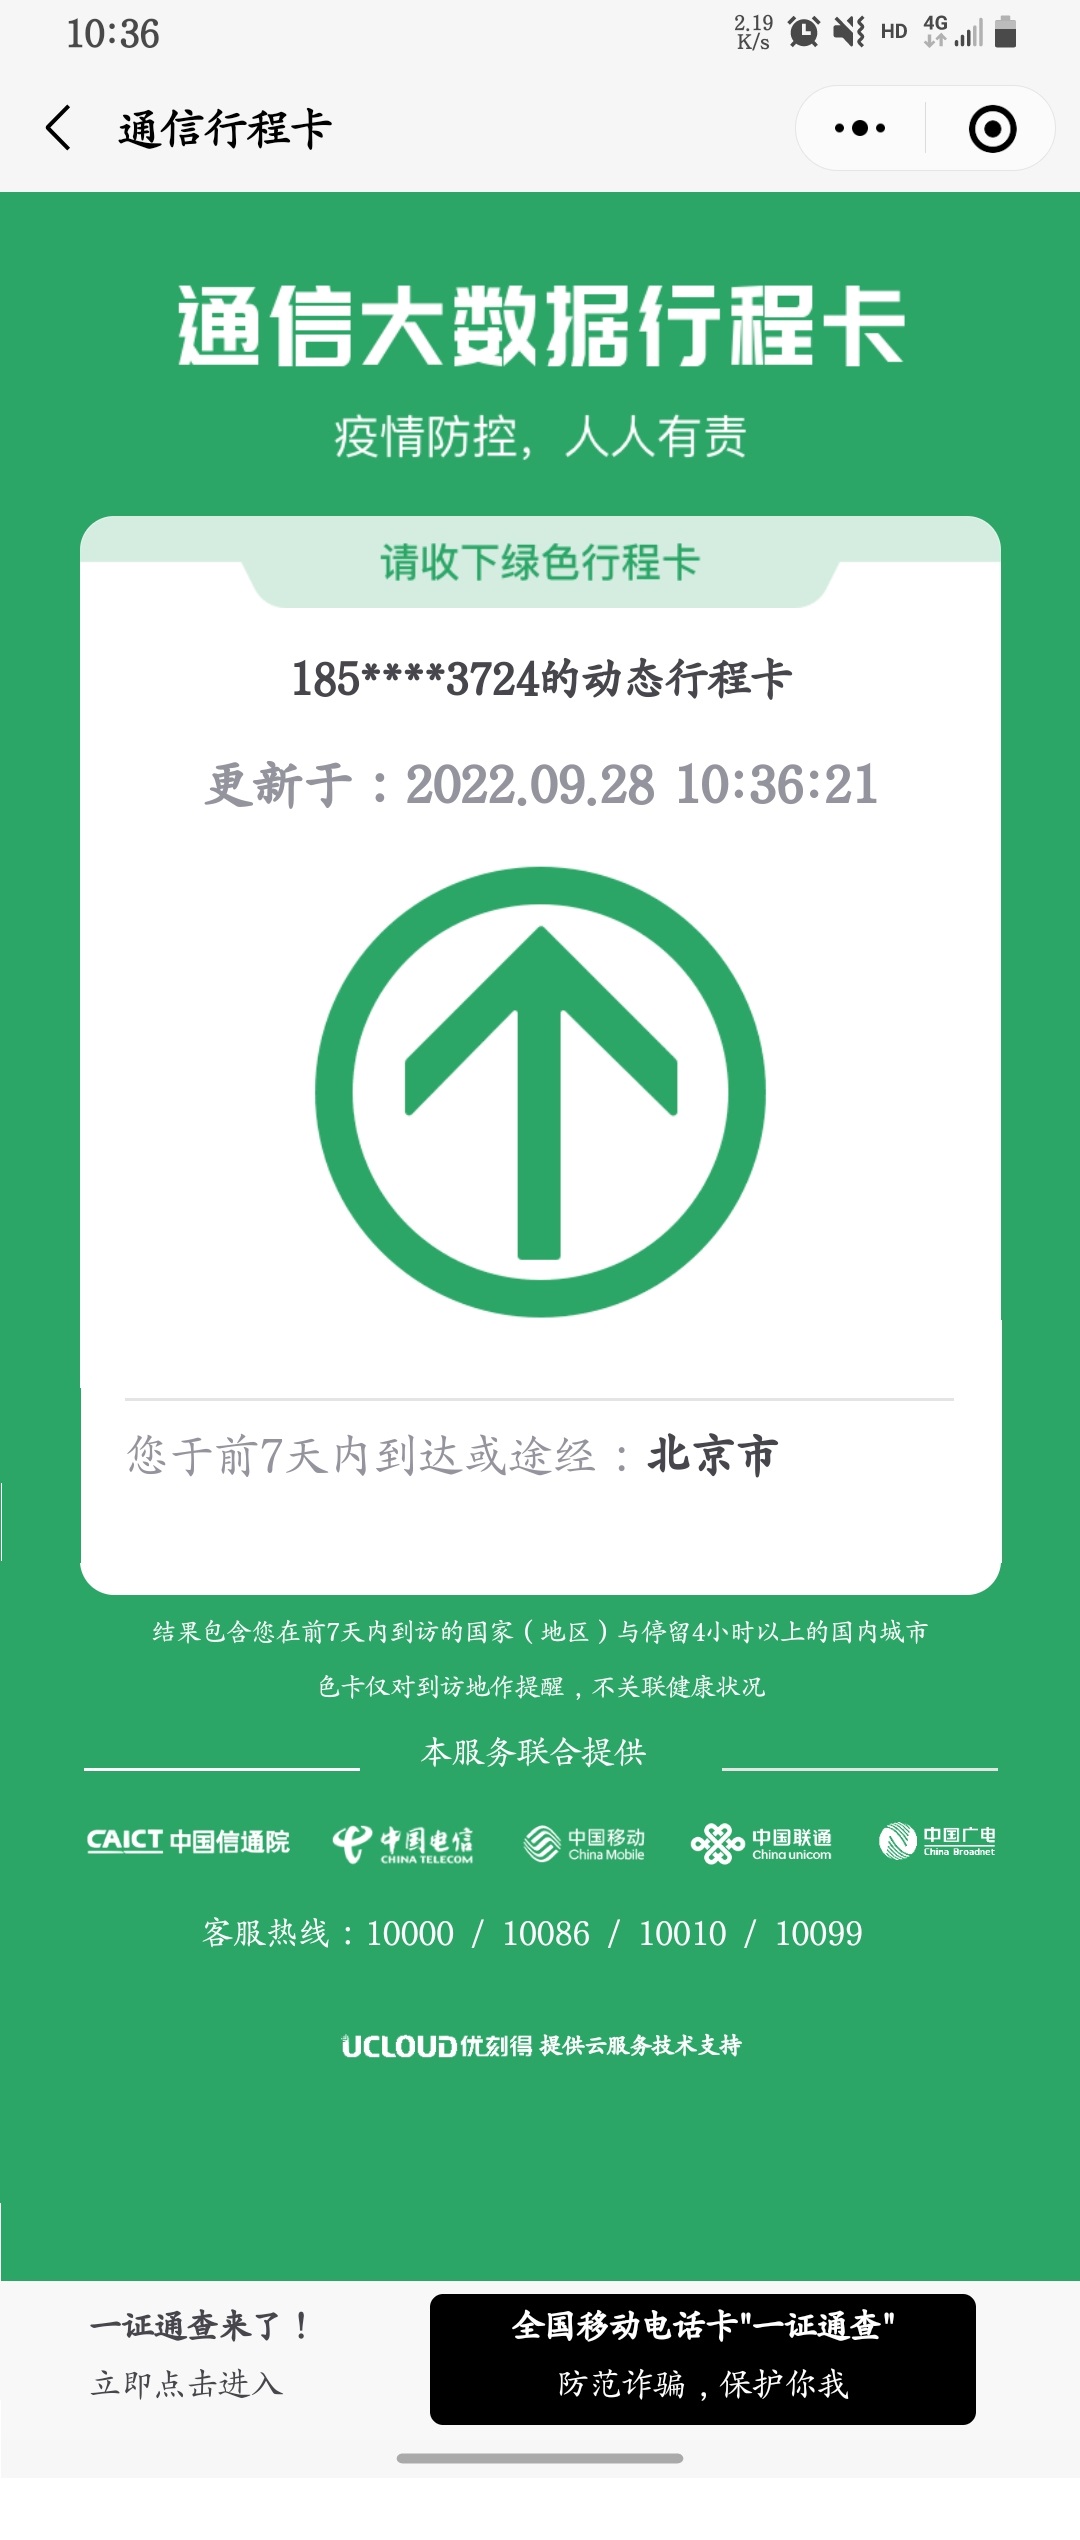 10:36
2.19
K/s
HD
4G
通信行程卡
通信大数据行程卡
疫情防控，人人有责
请收下绿色行程卡
185****3724的动态行程卡
更新于：2022.09.28 10:36:21
您于前7天内到达或途经：北京市
结果包含您在前7天内到访的国家（地区）与停留4小时以上的国内城市
色卡仅对到访地作提醒，不关联健康状况
本服务联合提供
CAICT 中国信通院
中国电信
CHINA TELECOM
中国移动
China Mobile
中国联通
China unicom
中国广电
China Broadnet
客服热线：10000 / 10086 / 10010 / 10099
UCLOUD优刻得 提供云服务技术支持
一证通查来了！
立即点击进入
全国移动电话卡"一证通查"
防范诈骗，保护你我